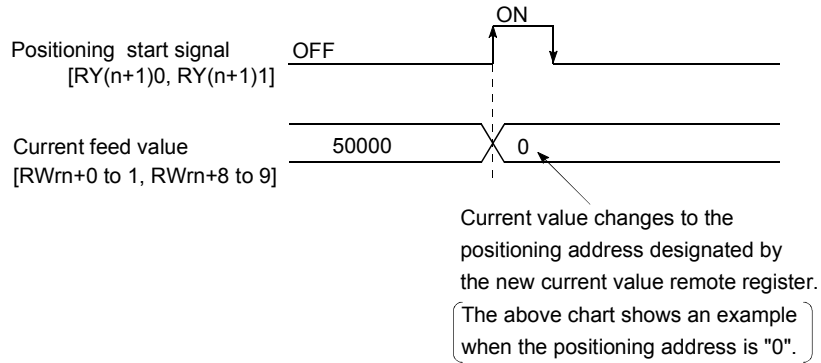 ON
Positioning start signal
OFF
[RY(n+1)0, RY(n+1)1]
Current feed value
50000
0
[RWrn+0 to 1, RWrn+8 to 9]
Current value changes to the
positioning address designated by
the new current value remote register.
The above chart shows an example
when the positioning address is "0".